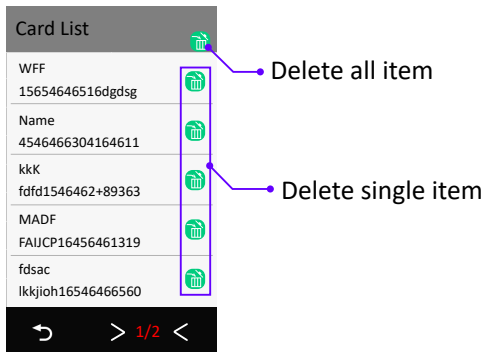 Card List
Delete all item
WFF
15654646516dgdsg
Name
4546466304164611
kkK
fdfd1546462+89363
Delete single item
MADF
FAIJCP16456461319
fdsac
lkkjioh16546466560
> 1/2 <